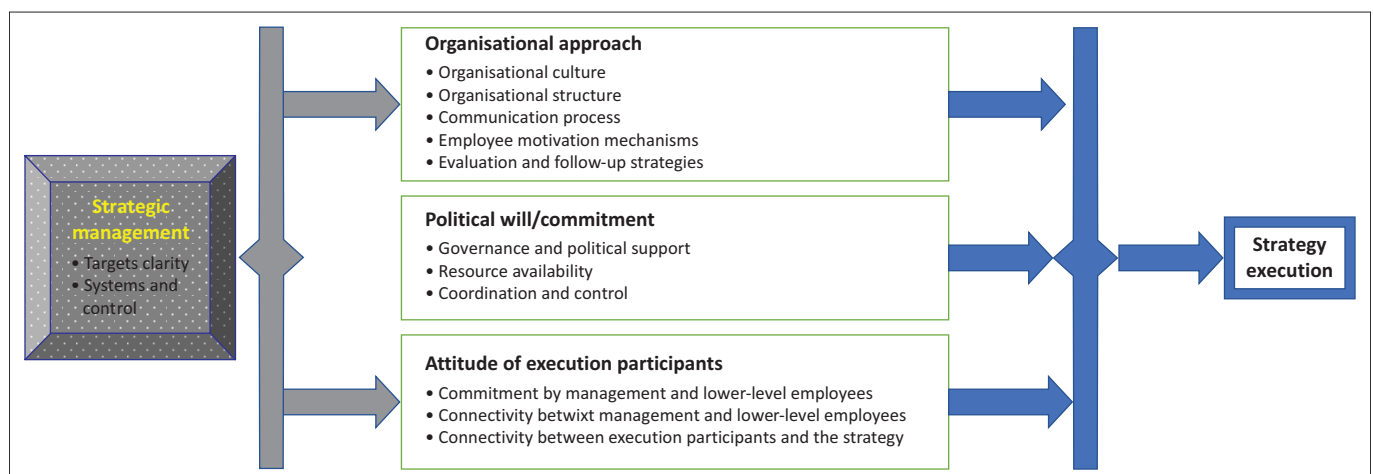 Strategic
management
• Targets clarity
• Systems and
control
Organisational approach
• Organisational culture
• Organisational structure
• Communication process
• Employee motivation mechanisms
• Evaluation and follow-up strategies
Political will/commitment
• Governance and political support
• Resource availability
• Coordination and control
Attitude of execution participants
• Commitment by management and lower-level employees
• Connectivity betwixt management and lower-level employees
• Connectivity between execution participants and the strategy
Strategy
execution